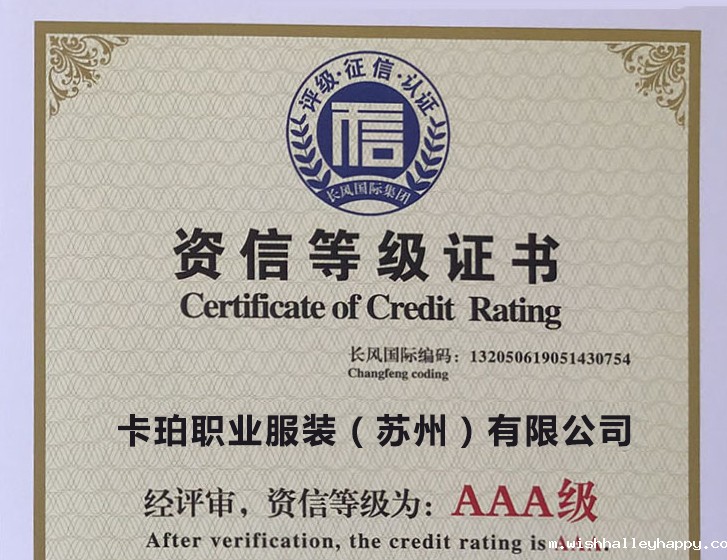 评级·征信·认证
信
长风国际集团
资信等级证书
Certificate of Credit Rating
长风国际编码：132050619051430754
Changfeng coding
卡珀职业服装（苏州）有限公司
经评审，资信等级为：AAA级
After verification, the credit rating is
m.wishhalleyhappy.co